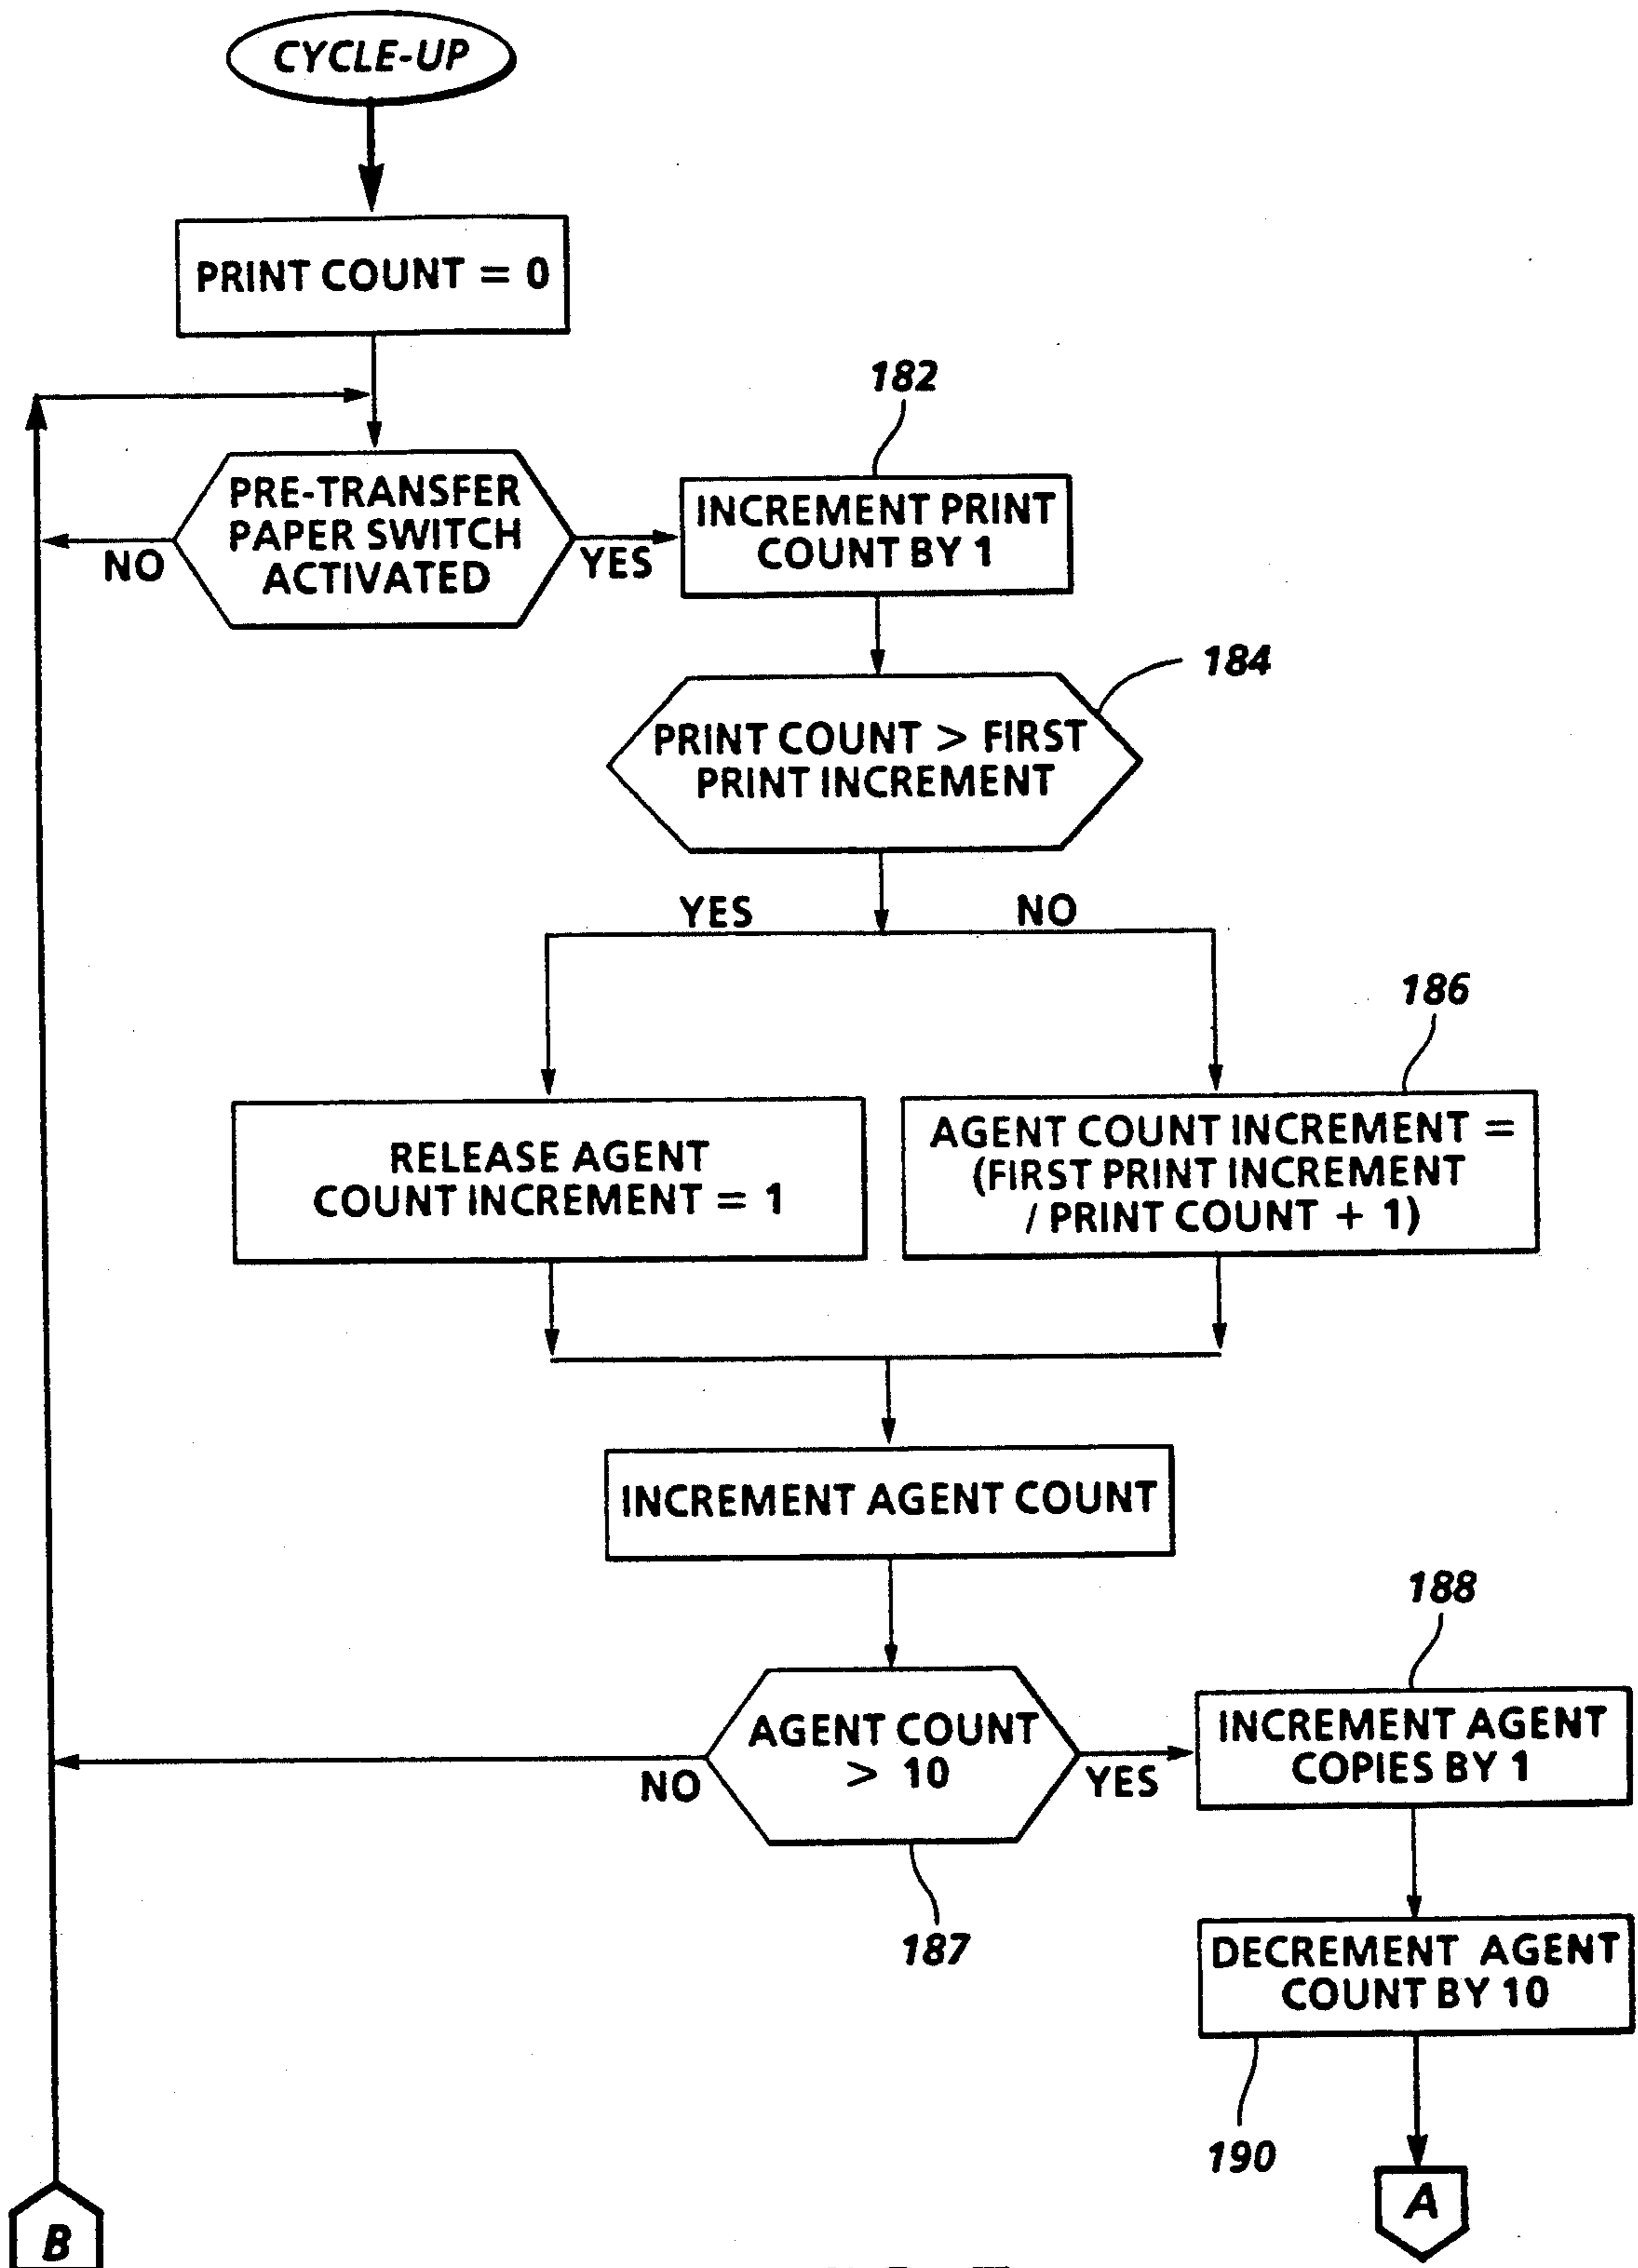 CYCLE-UP
PRINT COUNT = 0
182
PRE-TRANSFER
PAPER SWITCH
ACTIVATED
NO
YES
INCREMENT PRINT
COUNT BY 1
184
PRINT COUNT > FIRST
PRINT INCREMENT
YES
NO
186
RELEASE AGENT
COUNT INCREMENT = 1
AGENT COUNT INCREMENT =
(FIRST PRINT INCREMENT
/ PRINT COUNT + 1)
INCREMENT AGENT COUNT
188
AGENT COUNT
> 10
NO
YES
INCREMENT AGENT
COPIES BY 1
187
DECREMENT AGENT
COUNT BY 10
190
A
B